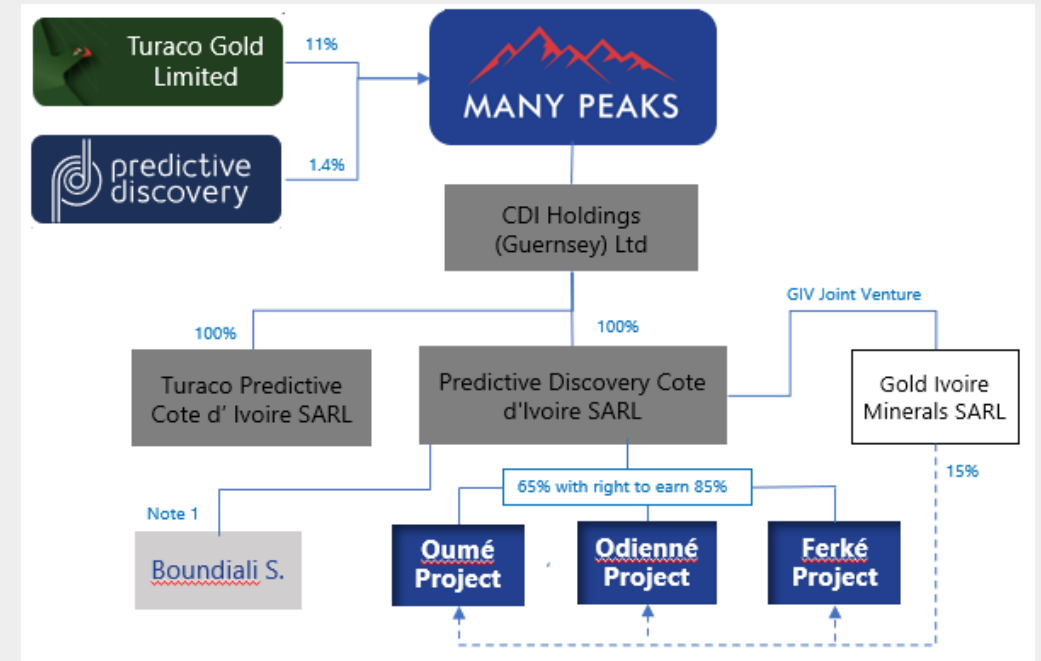 Turaco Gold
Limited
11%
MANY PEAKS
predictive
discovery
1.4%
CDI Holdings
(Guernsey) Ltd
GIV Joint Venture
100%
100%
Turaco Predictive
Cote d’ Ivoire SARL
Predictive Discovery Cote
d'Ivoire SARL
Gold Ivoire
Minerals SARL
15%
65% with right to earn 85%
Note 1
Boundiali S.
Oumé
Project
Odienné
Project
Ferké
Project